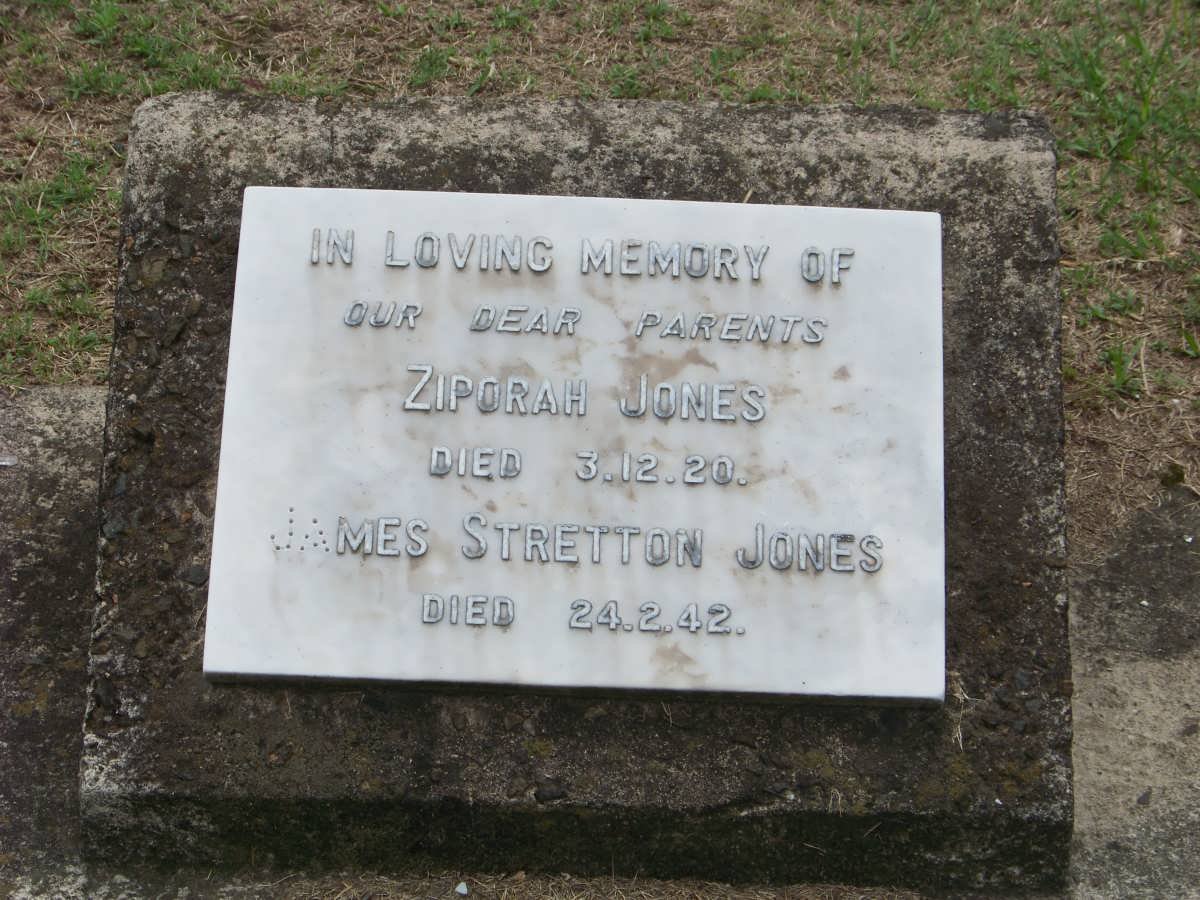 IN LOVING MEMORY OF
OUR DEAR PARENTS
ZIPORAH JONES
DIED 3.12.20.
JAMES STRETTON JONES
DIED 24.2.42.